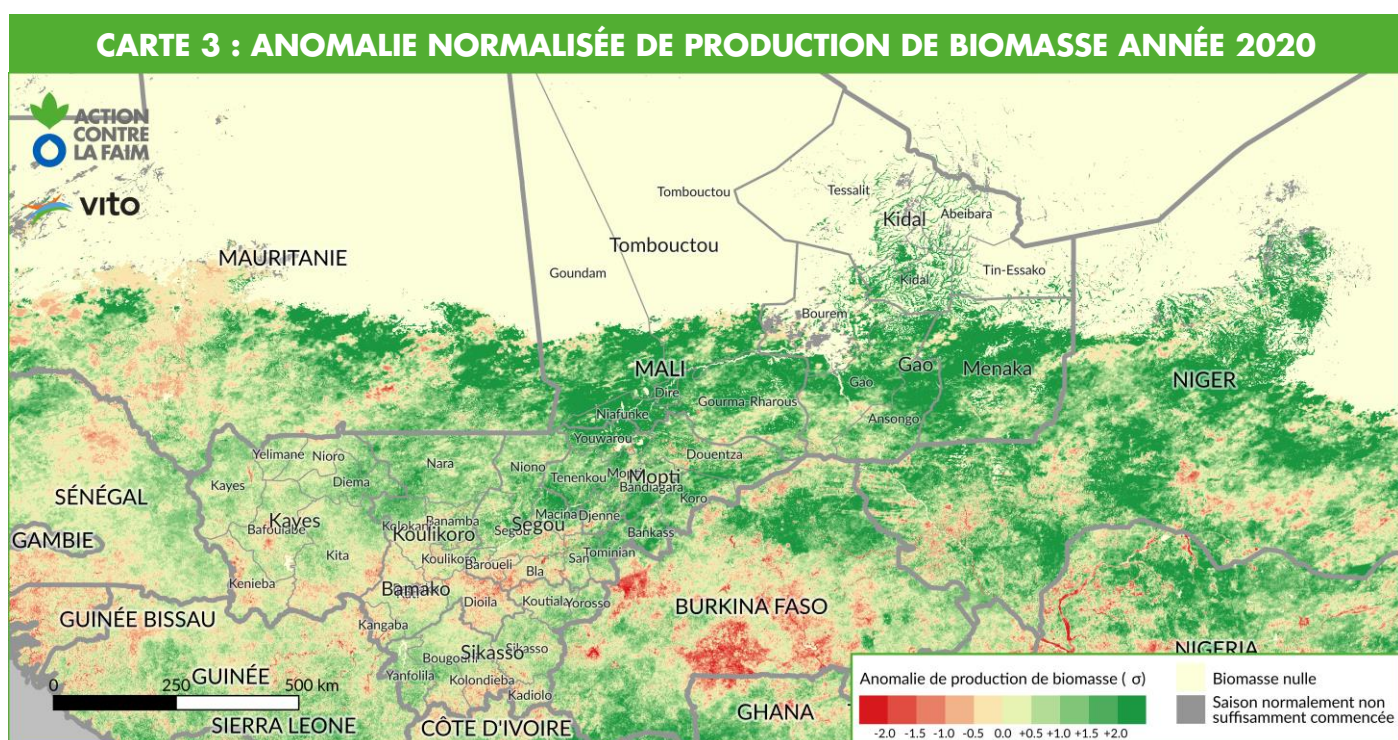 CARTE 3 : ANOMALIE NORMALISÉE DE PRODUCTION DE BIOMASSE ANNÉE 2020
ACTION
CONTRE
LA FAIM
vito
MAURITANIE
Tombouctou
Tombouctou
Goundam
Tessalit
Kidal
Abeibara
Kidal
Tin-Essako
Bourem
MALI
Gao
Gao
Menaka
NIGER
Dire
Niafunke
Gourma-Rharous
Ansongo
Youwarou
Douentza
Yelimane
Nioro
Nara
Niono
Tenenkou
Mopti
Bandiagara
Koro
Kayes
Diema
SÉNÉGAL
Kayes
Bafoulabe
Banamba
Koulikoro
Segou
Segou
Macina
Djenne
Bankass
GAMBIE
Kita
Koulikoro
Baroueli
Bla
San
Tominian
Kenieba
Bamako
Dioila
Koutiala
Yorosso
BURKINA FASO
GUINÉE BISSAU
Kangaba
Sikasso
Sikasso
Bougouni
Yanfolila
Kolondieba
Kadiolo
NIGERIA
GUINÉE
0 250 500 km
SIERRA LEONE
CÔTE D'IVOIRE
GHANA
Anomalie de production de biomasse ( σ)
-2.0 -1.5 -1.0 -0.5 0.0 +0.5 +1.0 +1.5 +2.0
Biomasse nulle
Saison normalement non
suffisamment commencée